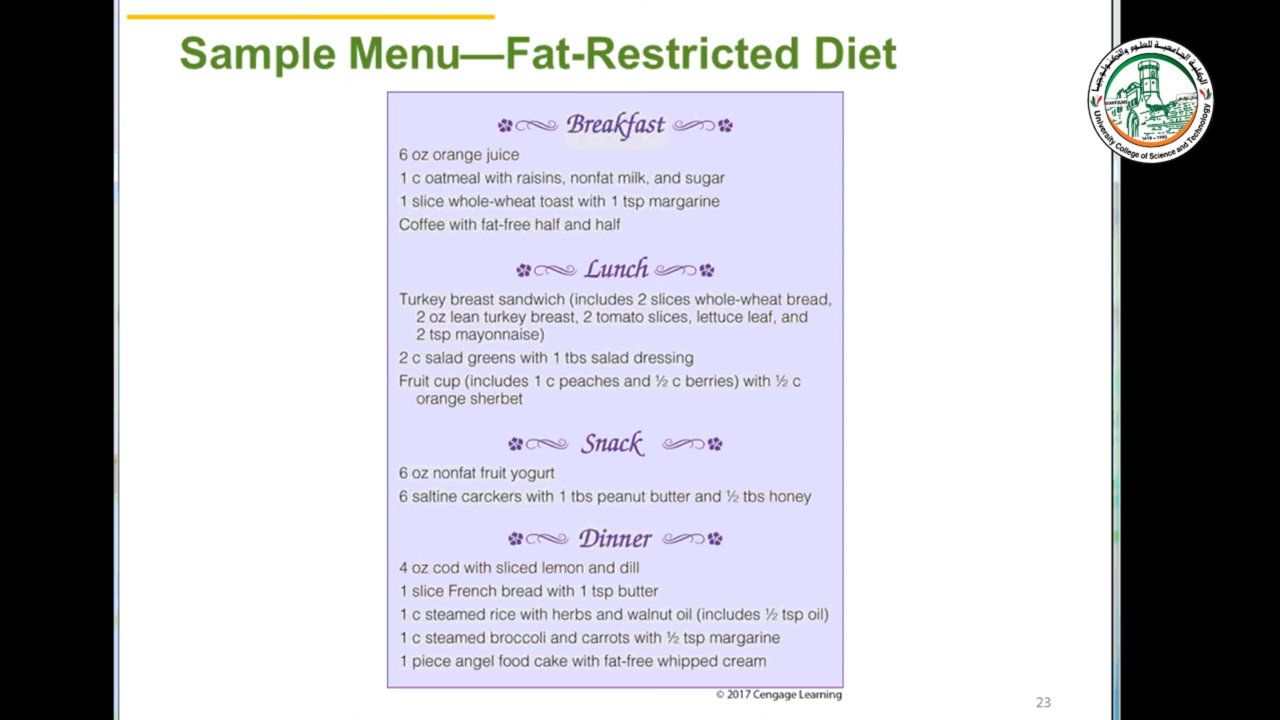 Sample Menu—Fat-Restricted Diet
الكلية الجامعية للعلوم والتكنولوجيا
University College of Science and Technology
Breakfast
6 oz orange juice
1 c oatmeal with raisins, nonfat milk, and sugar
1 slice whole-wheat toast with 1 tsp margarine
Coffee with fat-free half and half
Lunch
Turkey breast sandwich (includes 2 slices whole-wheat bread,
2 oz lean turkey breast, 2 tomato slices, lettuce leaf, and
2 tsp mayonnaise)
2 c salad greens with 1 tbs salad dressing
Fruit cup (includes 1 c peaches and ½ c berries) with ½ c
orange sherbet
Snack
6 oz nonfat fruit yogurt
6 saltine carckers with 1 tbs peanut butter and ½ tbs honey
Dinner
4 oz cod with sliced lemon and dill
1 slice French bread with 1 tsp butter
1 c steamed rice with herbs and walnut oil (includes ½ tsp oil)
1 c steamed broccoli and carrots with ½ tsp margarine
1 piece angel food cake with fat-free whipped cream
© 2017 Cengage Learning
23